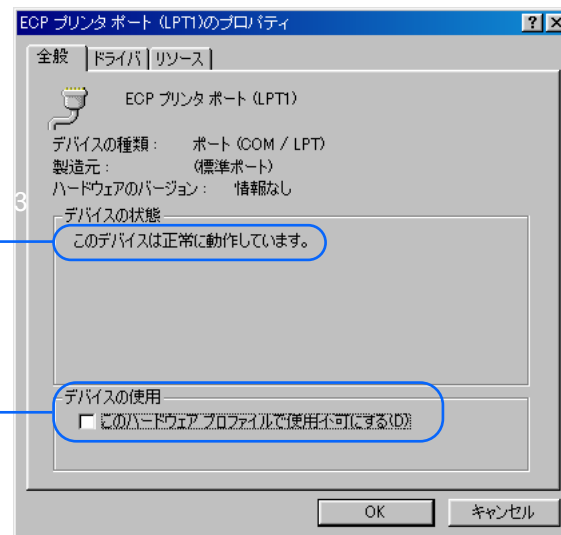 ECP プリンタ ポート (LPT1)のプロパティ
全般
ドライバ
リソース
ECP プリンタ ポート (LPT1)
デバイスの種類： ポート (COM / LPT)
製造元： (標準ポート)
ハードウェアのバージョン： 情報なし
3
デバイスの状態
このデバイスは正常に動作しています。
デバイスの使用
このハードウェア プロファイルで使用不可にする(D)
OK
キャンセル